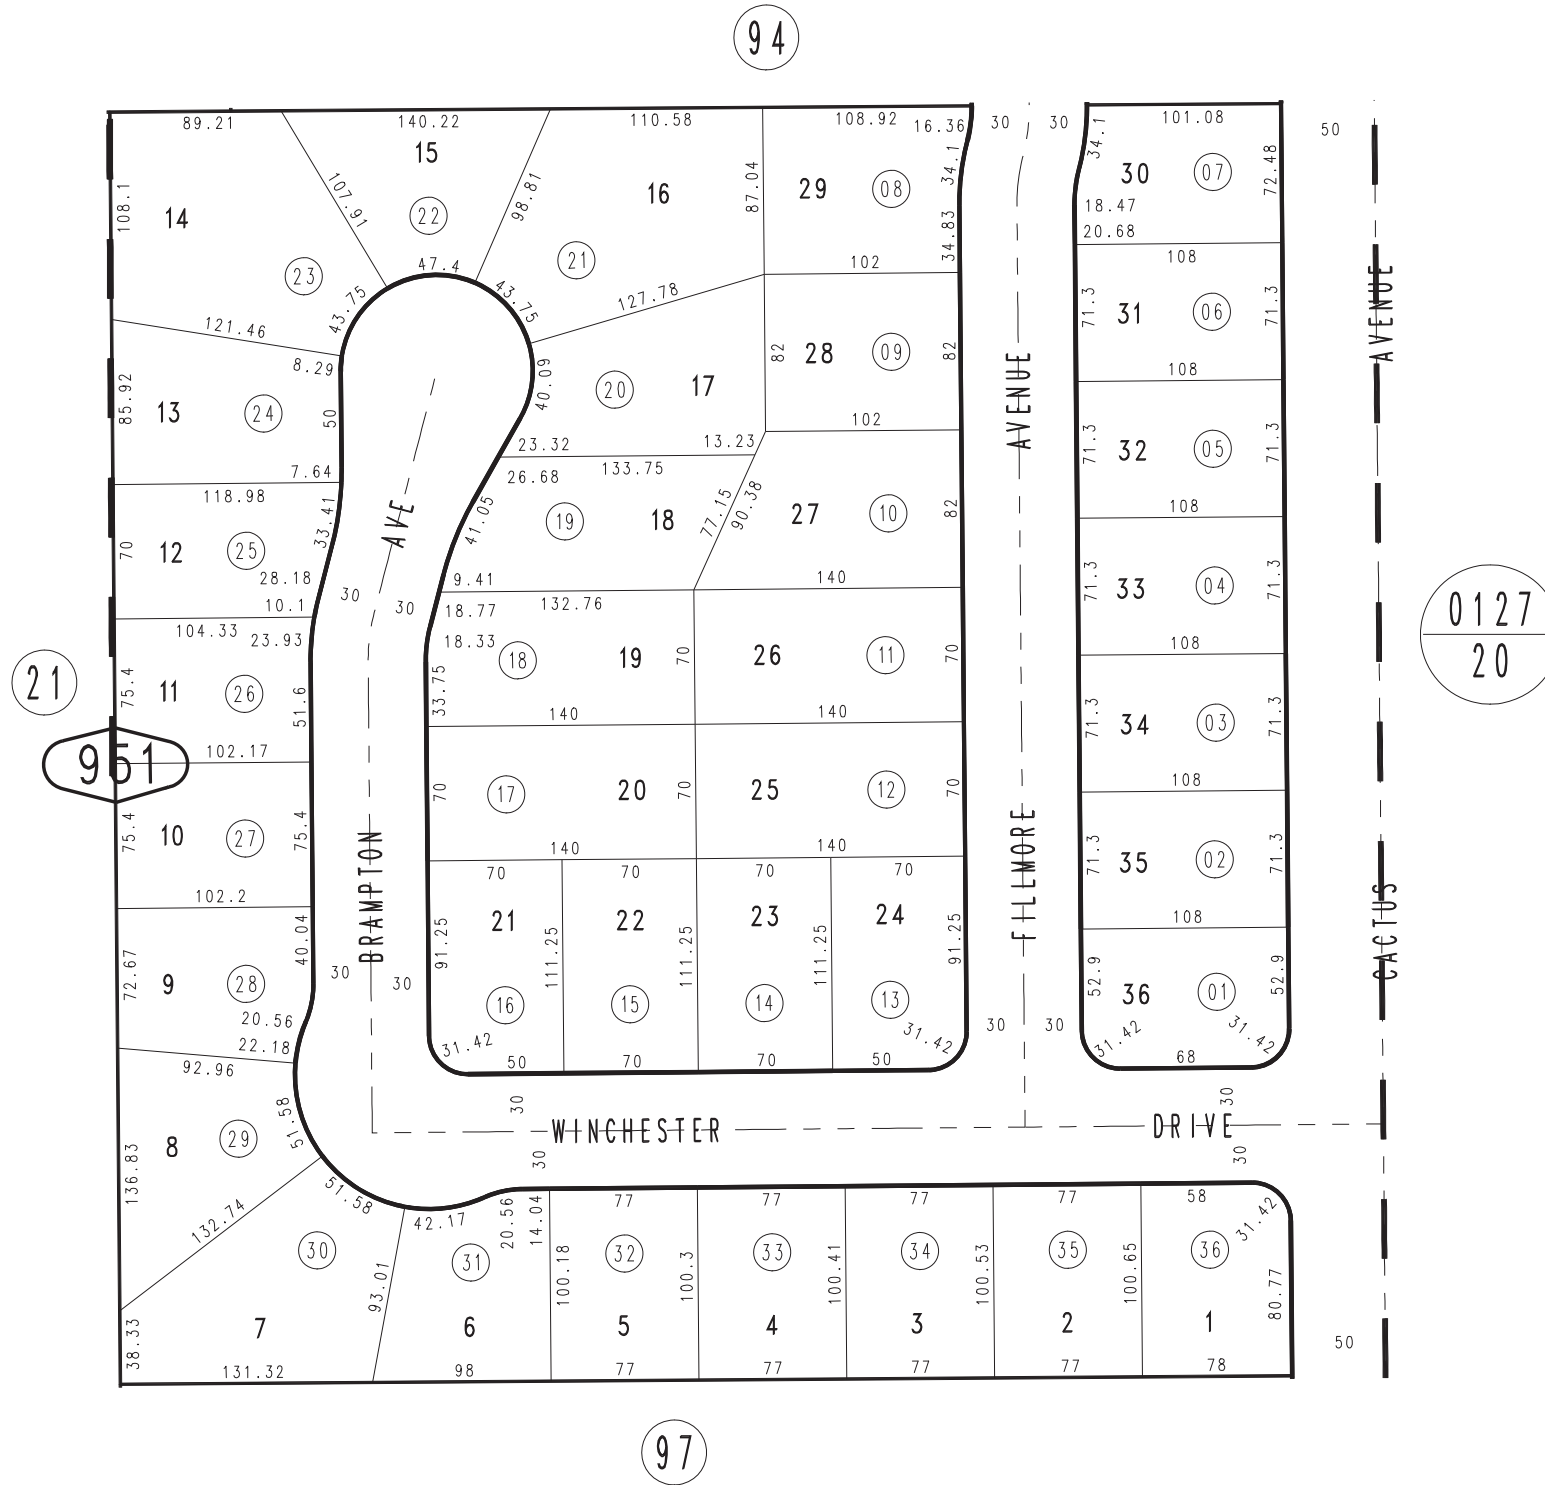 94
89.21 140.22 110.58 108.92 16.36 30 30 101.08 50
15
108.1 14 107.91 22 98.81 16 87.04 29 08 34.1 34.1 30 07 72.48
18.47
34.83 20.68
23 47.4 21 102 108
43.75 43.75 127.78
121.46 71.3 31 06 71.3 AVENUE
8.29 82 28 09 82 AVENUE
85.92 13 24 50 40.09 20 17 108
23.32 13.23 102
7.64 26.68 133.75 71.3 32 05 71.3
118.98
33.41 AVE 41.05 19 18 77.15 90.38 27 10 82 108
70 12 25
28.18 9.41 140 71.3 33 04 71.3
10.1 30 30 18.77 132.76
104.33 23.93 18.33 0127
20
21 75.4 11 26 51.6 33.75 18 19 70 26 11 70 108
140 140 71.3 34 03 71.3
951 102.17
70 17 20 70 25 12 70 108
75.4 10 27 75.4 BRAMPTON 140 140 FILLMORE 71.3 35 02 71.3
102.2 70 70 70 70 CACTUS
40.04 91.25 21 111.25 22 111.25 23 111.25 24 91.25 108
72.67 9 28 30 30 16 15 14 13 52.9 36 01 52.9
20.56 31.42 31.42 30 30 31.42 31.42
22.18 50 70 70 50 68
92.96
51.58 30 30
136.83 8 29 WINCHESTER DRIVE
30 30
51.58 77 77 77 77 58
132.74 42.17 20.56 14.04 31.42
30 31 32 33 34 35 36
93.01 100.18 100.3 100.41 100.53 100.65 80.77
38.33 7 6 5 4 3 2 1 50
131.32 98 77 77 77 77 78
97